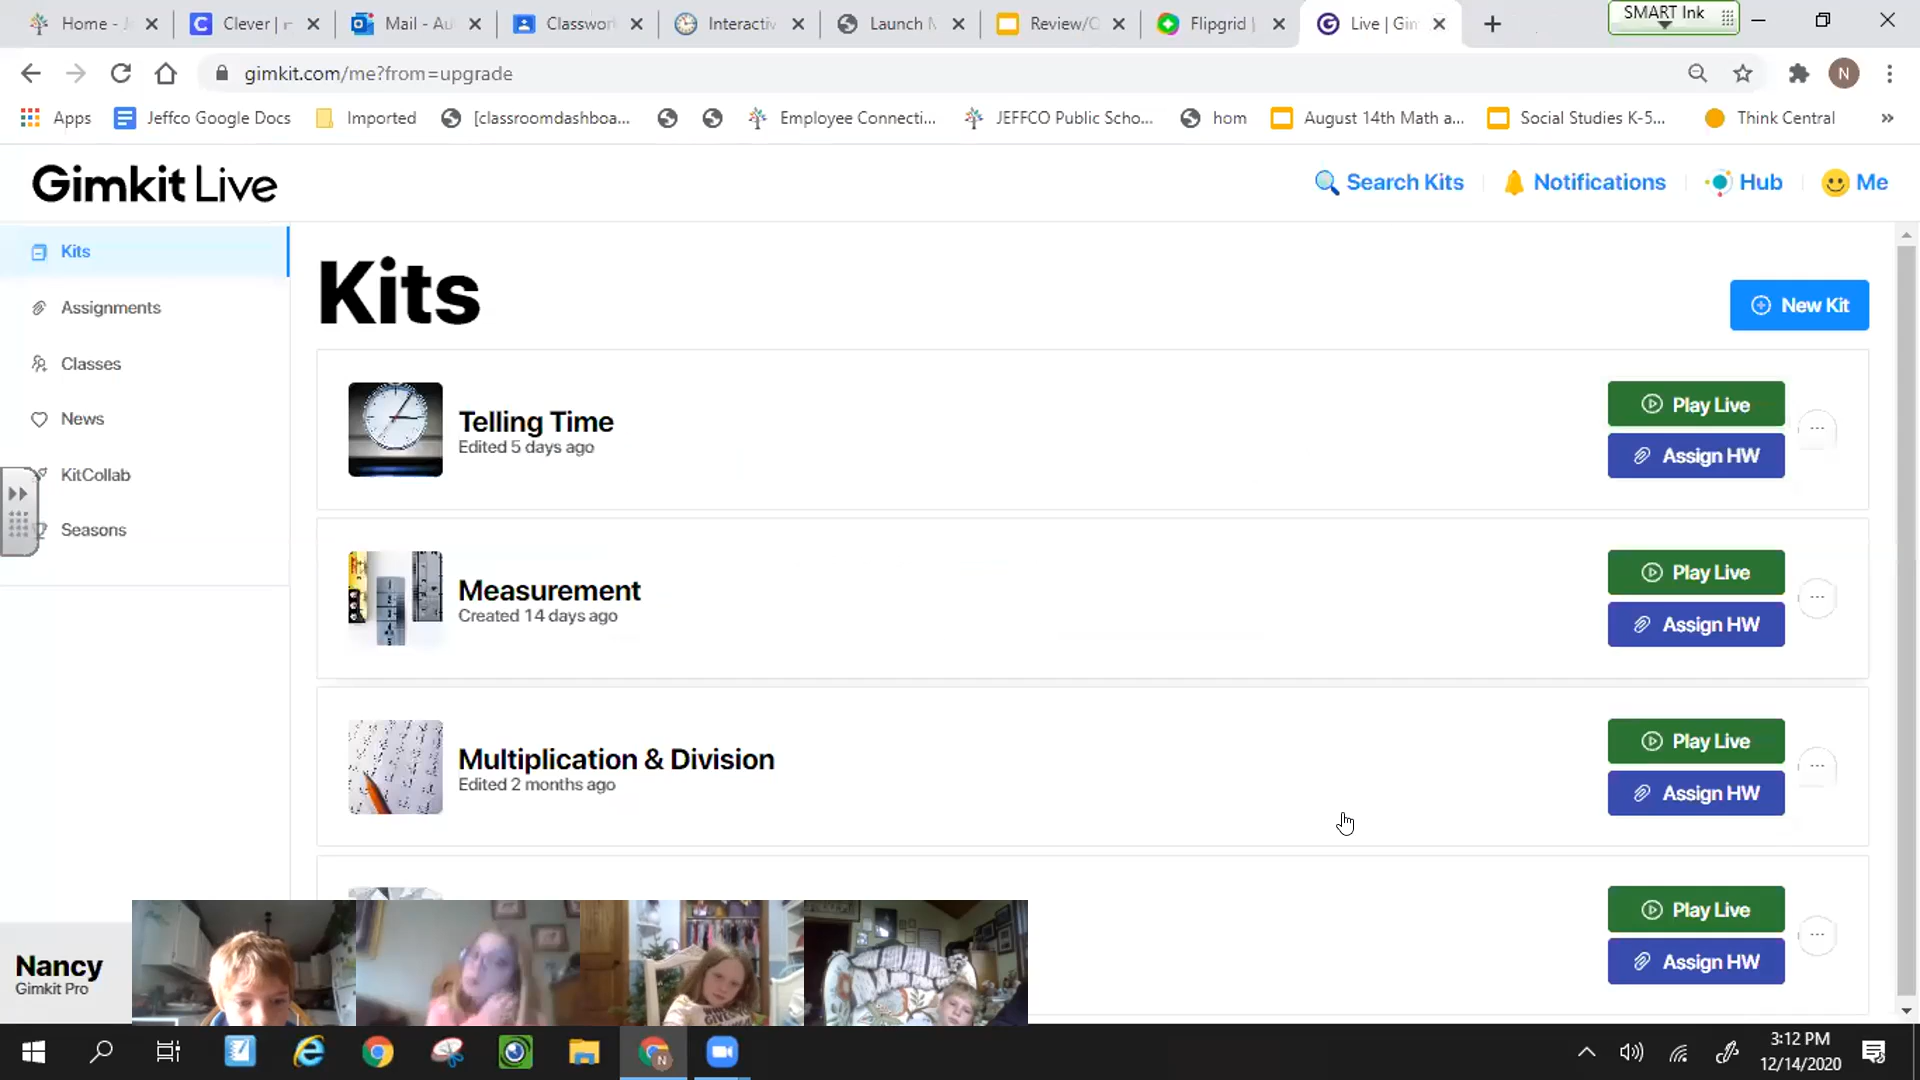 Home - J
Clever | r
Mail - Au
Classwor
Interactiv
Launch M
Review/C
Flipgrid |
Live | Gim
SMART Ink
gimkit.com/me?from=upgrade
N
Apps
Jeffco Google Docs
Imported
[classroomdashboa...
Employee Connecti...
JEFFCO Public Scho...
hom
August 14th Math a...
Social Studies K-5...
Think Central
»
Gimkit Live
Search Kits
Notifications
Hub
Me
Kits
Assignments
Classes
News
KitCollab
Seasons
Kits
New Kit
Telling Time
Edited 5 days ago
Play Live
Assign HW
Measurement
Created 14 days ago
Play Live
Assign HW
Multiplication & Division
Edited 2 months ago
Play Live
Assign HW
Play Live
Assign HW
Nancy
Gimkit Pro
3:12 PM
12/14/2020